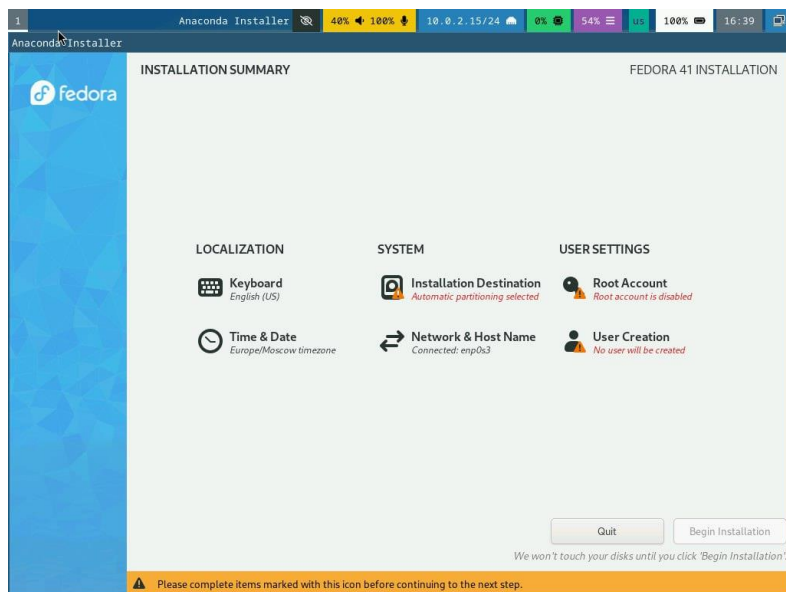 1 Anaconda Installer 40% 100% 10.0.2.15/24 0% 54% us 100% 16:39
Anaconda Installer
fedora
INSTALLATION SUMMARY
FEDORA 41 INSTALLATION
LOCALIZATION
Keyboard
English (US)
Time & Date
Europe/Moscow timezone
SYSTEM
Installation Destination
Automatic partitioning selected
Network & Host Name
Connected: enp0s3
USER SETTINGS
Root Account
Root account is disabled
User Creation
No user will be created
Quit
Begin Installation
We won't touch your disks until you click 'Begin Installation'.
Please complete items marked with this icon before continuing to the next step.